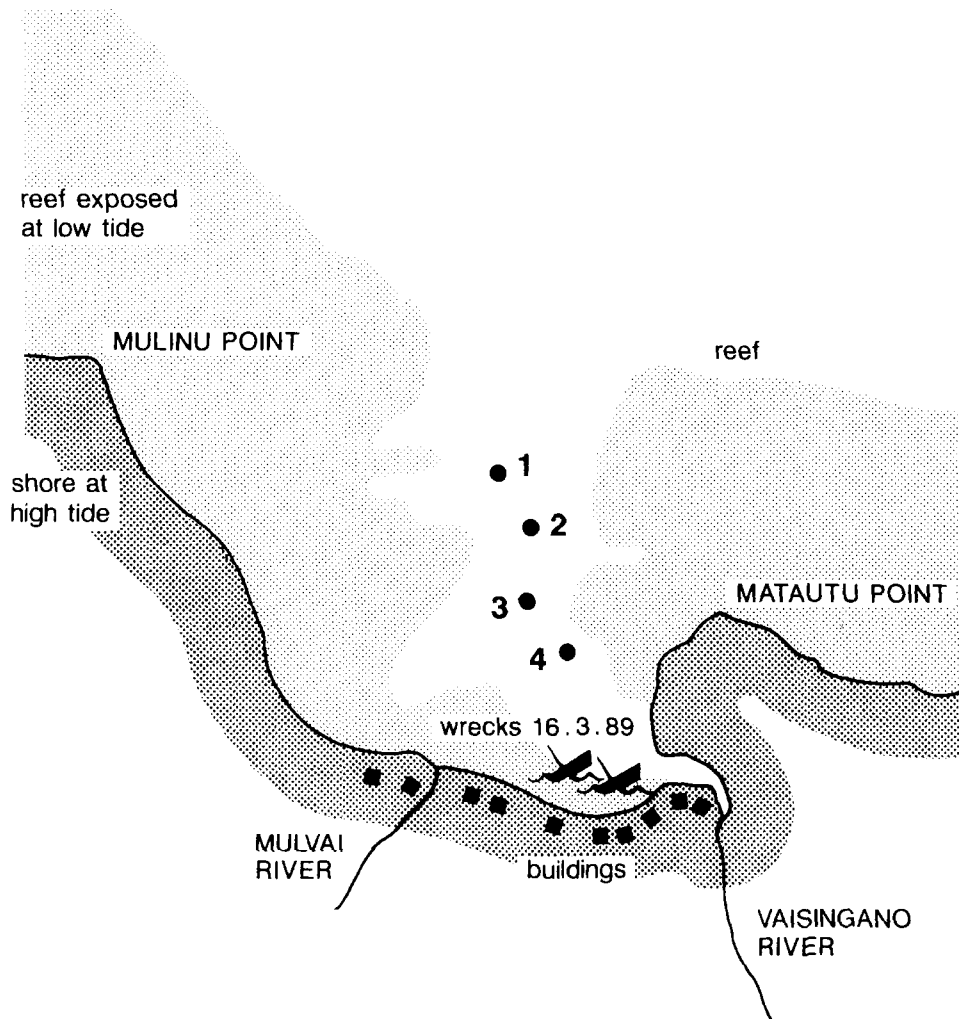 reef exposed
at low tide
MULINU POINT
reef
1
shore at
high tide
2
MATAUTU POINT
3
4
wrecks 16.3.89
MULVAI
RIVER
buildings
VAISINGANO
RIVER